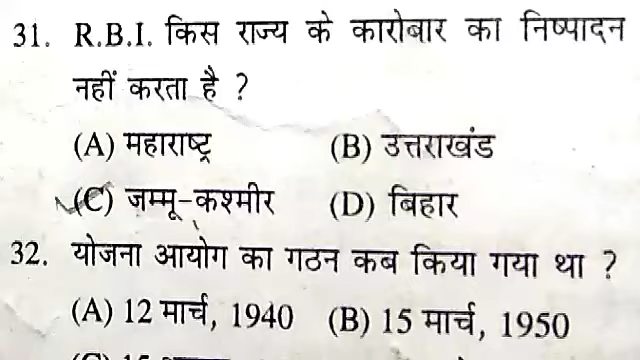 31. R.B.I. किस राज्य के कारोबार का निष्पादन
नहीं करता है ?
(A) महाराष्ट्र (B) उत्तराखंड
(C) जम्मू-कश्मीर (D) बिहार
32. योजना आयोग का गठन कब किया गया था ?
(A) 12 मार्च, 1940 (B) 15 मार्च, 1950